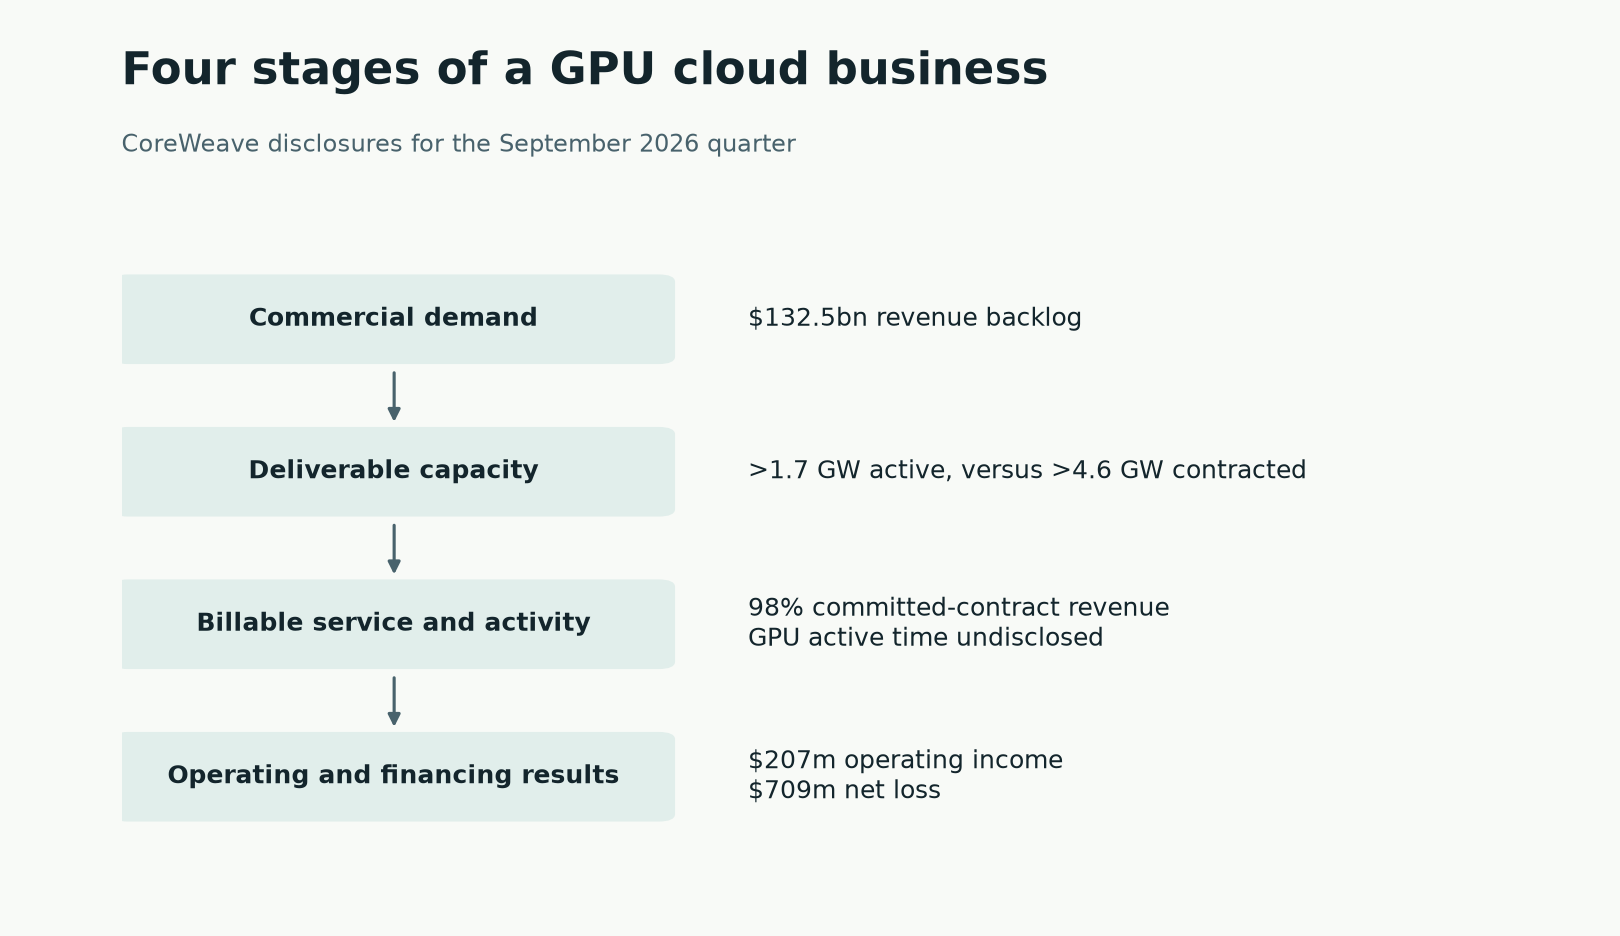 Four stages of a GPU cloud business
CoreWeave disclosures for the September 2026 quarter
Commercial demand
$132.5bn revenue backlog
Deliverable capacity
>1.7 GW active, versus >4.6 GW contracted
Billable service and activity
98% committed-contract revenue
GPU active time undisclosed
Operating and financing results
$207m operating income
$709m net loss